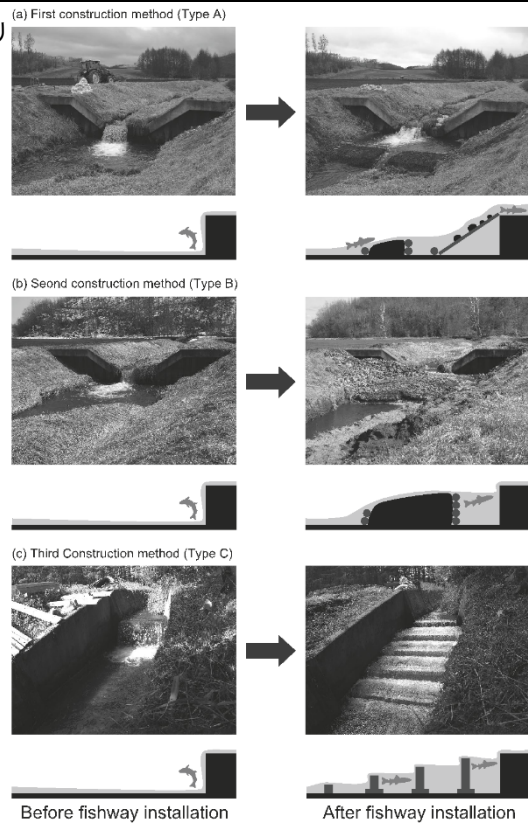 (a) First construction method (Type A)
(b) Seond construction method (Type B)
(c) Third Construction method (Type C)
Before fishway installation
After fishway installation